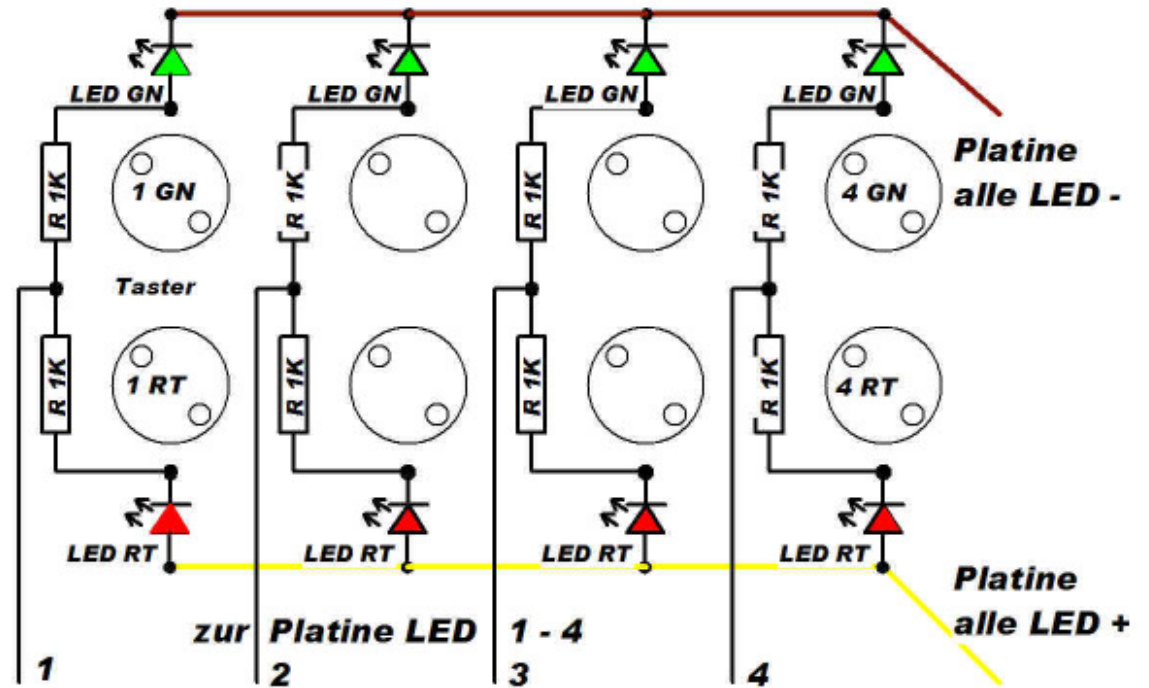 LED GN
LED GN
LED GN
LED GN
R 1K
R 1K
R 1K
R 1K
1 GN
4 GN
Platine
alle LED -
Taster
R 1K
R 1K
R 1K
R 1K
1 RT
4 RT
LED RT
LED RT
LED RT
LED RT
Platine
alle LED +
zur Platine LED 1 - 4
1
2
3
4